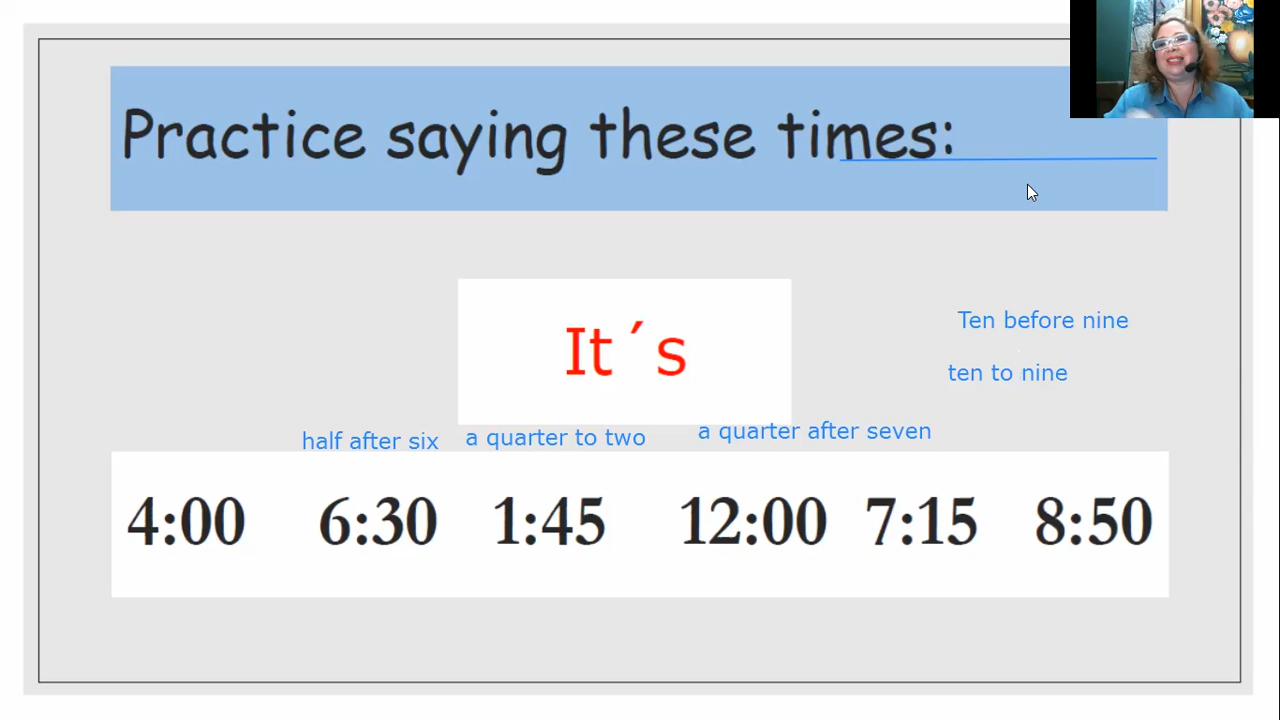 Practice saying these times:
It´s
Ten before nine
ten to nine
half after six
a quarter to two
a quarter after seven
4:00 6:30 1:45 12:00 7:15 8:50